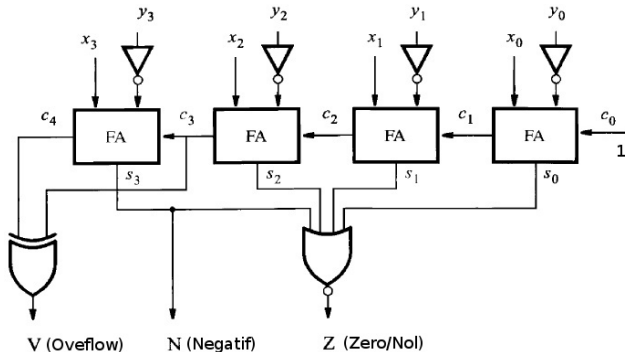 y3 y2 y1 y0
x3 x2 x1 x0
c4 FA c3 FA c2 FA c1 FA c0
1
s3 s2 s1 s0
V (Oveflow) N (Negatif) Z (Zero/Nol)